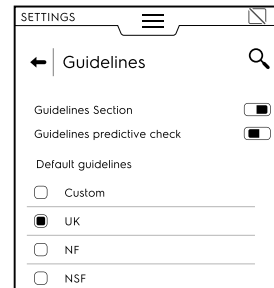 SETTINGS
Guidelines
Guidelines Section
Guidelines predictive check
Default guidelines
Custom
UK
NF
NSF